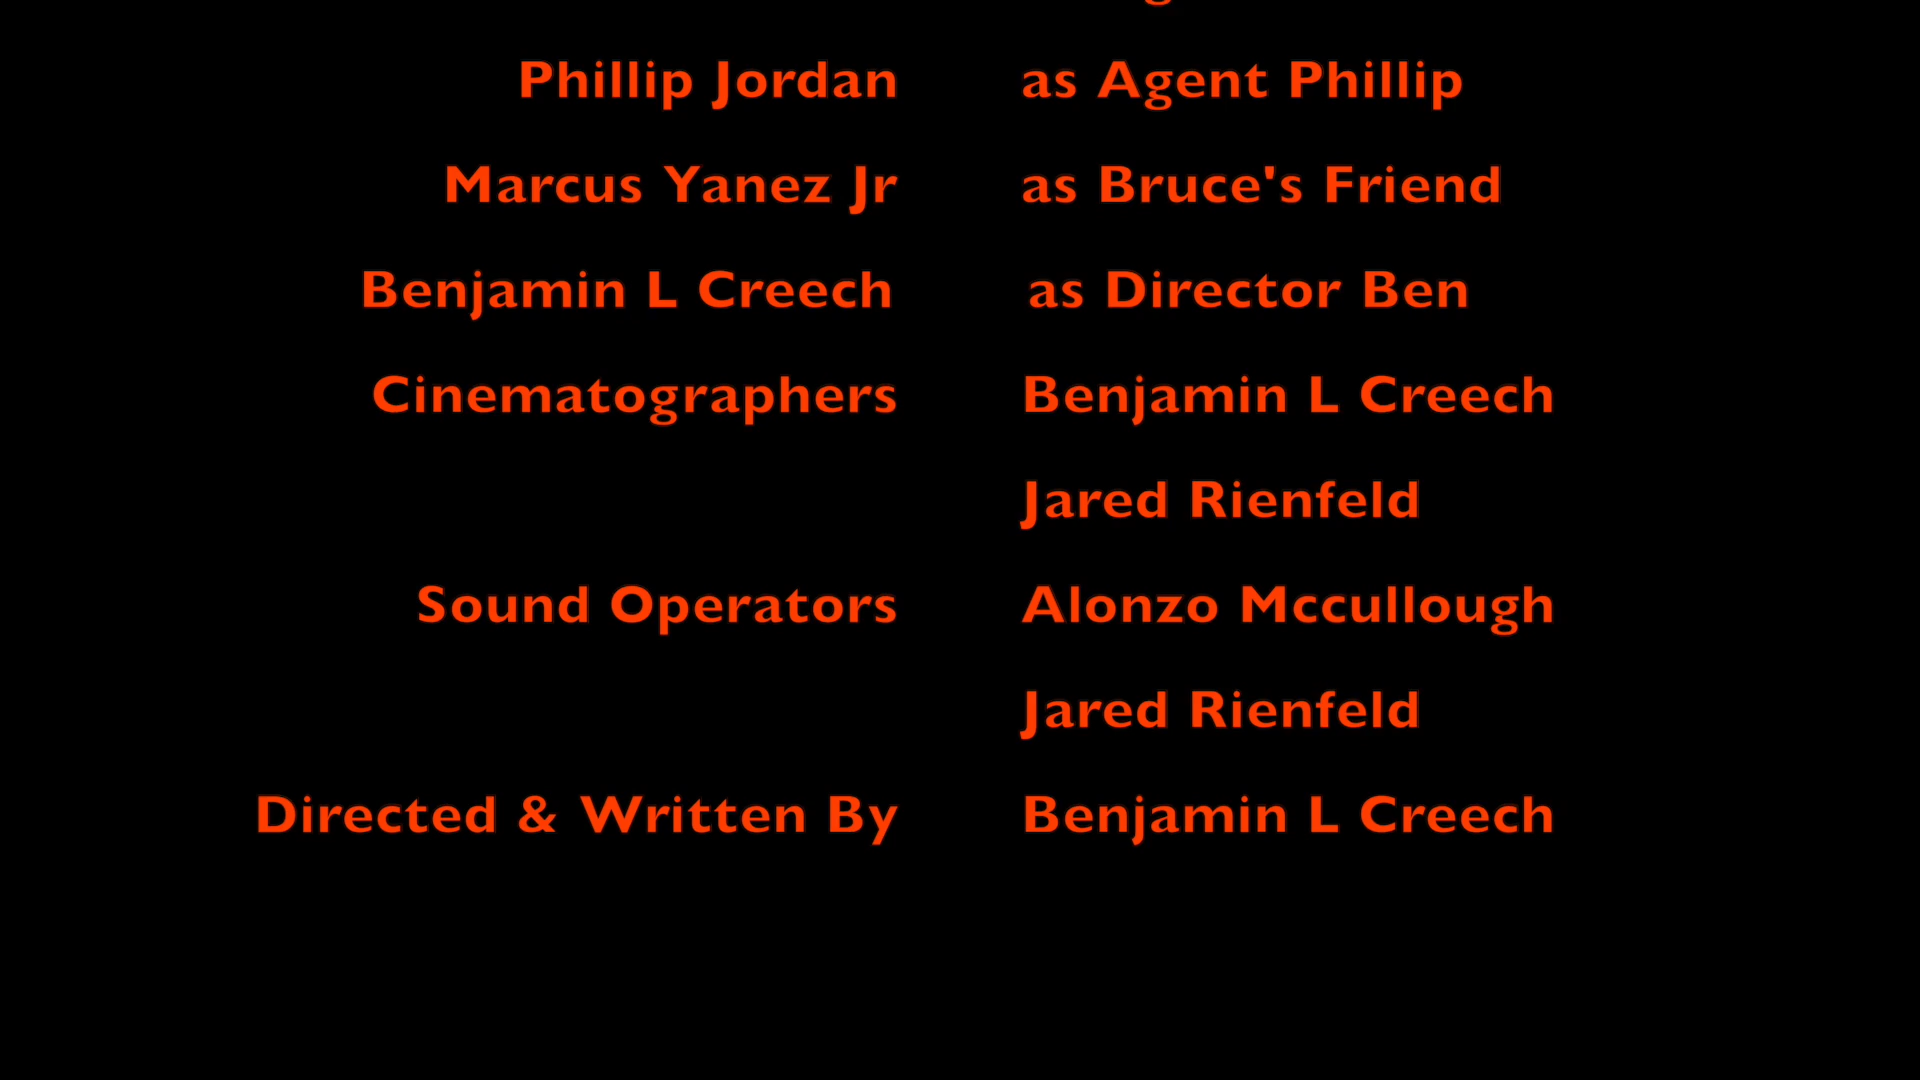 Phillip Jordan as Agent Phillip
Marcus Yanez Jr as Bruce's Friend
Benjamin L Creech as Director Ben
Cinematographers Benjamin L Creech
Jared Rienfeld
Sound Operators Alonzo Mccullough
Jared Rienfeld
Directed & Written By Benjamin L Creech